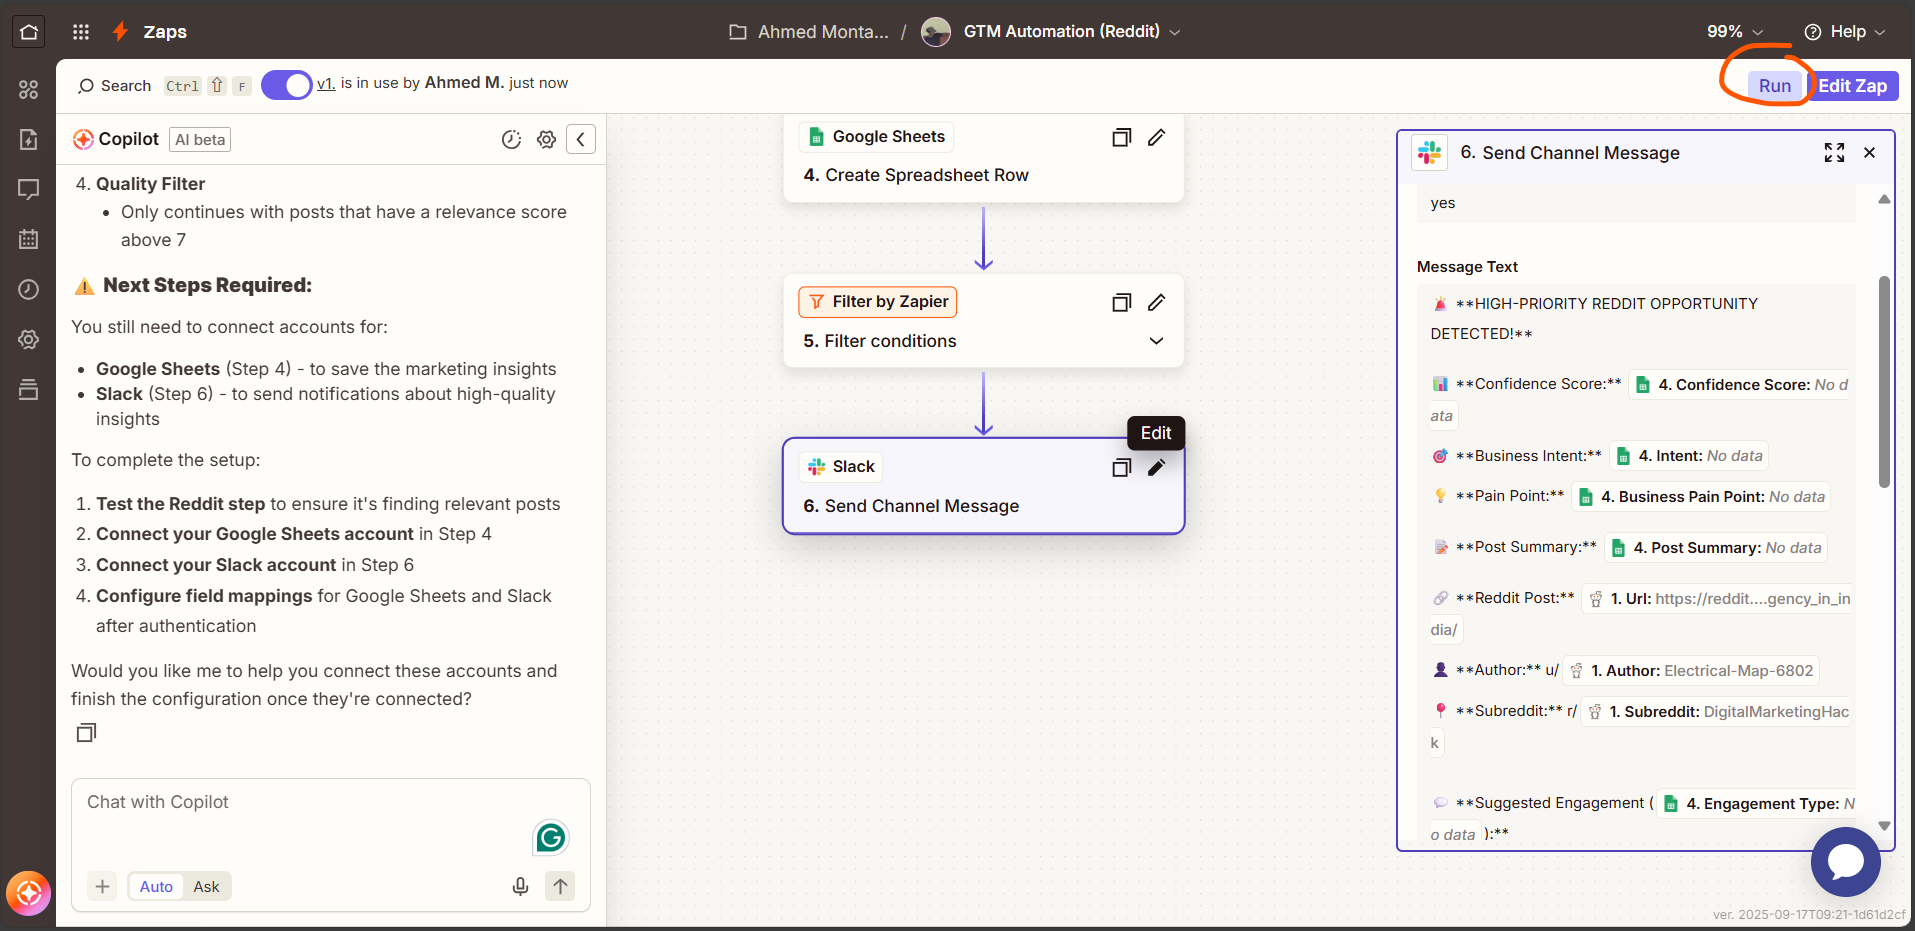 Zaps
Ahmed Monta... / GTM Automation (Reddit)
99%
Help
Search Ctrl ⇧ F
v1. is in use by Ahmed M. just now
Run
Edit Zap
Copilot AI beta
4. Quality Filter
• Only continues with posts that have a relevance score
above 7
⚠️ Next Steps Required:
You still need to connect accounts for:
• Google Sheets (Step 4) - to save the marketing insights
• Slack (Step 6) - to send notifications about high-quality
insights
To complete the setup:
1. Test the Reddit step to ensure it's finding relevant posts
2. Connect your Google Sheets account in Step 4
3. Connect your Slack account in Step 6
4. Configure field mappings for Google Sheets and Slack
after authentication
Would you like me to help you connect these accounts and
finish the configuration once they're connected?
Chat with Copilot
Auto Ask
Google Sheets
4. Create Spreadsheet Row
Filter by Zapier
5. Filter conditions
Edit
Slack
6. Send Channel Message
6. Send Channel Message
yes
Message Text
🚨 **HIGH-PRIORITY REDDIT OPPORTUNITY
DETECTED!**
📊 **Confidence Score:** 4. Confidence Score: No d
ata
🎯 **Business Intent:** 4. Intent: No data
💡 **Pain Point:** 4. Business Pain Point: No data
📝 **Post Summary:** 4. Post Summary: No data
🔗 **Reddit Post:** 1. Url: https://reddit....gency_in_in
dia/
👤 **Author:** u/ 1. Author: Electrical-Map-6802
📍 **Subreddit:** r/ 1. Subreddit: DigitalMarketingHac
k
💬 **Suggested Engagement ( 4. Engagement Type: N
o data ):**
ver. 2025-09-17T09:21-1d61d2cf